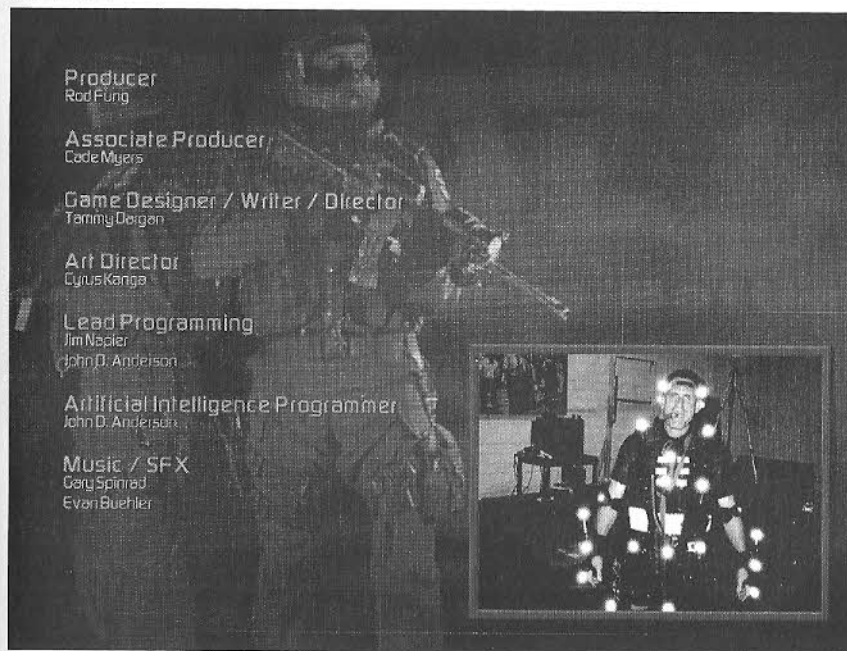 Producer
Rod Fung
Associate Producer
Cade Myers
Game Designer / Writer / Director
Tammy Dargan
Art Director
Cyrus Kanga
Lead Programming
Jim Napier
John D. Anderson
Artificial Intelligence Programmer
John D. Anderson
Music / SFX
Gary Spinrad
Evan Buehler